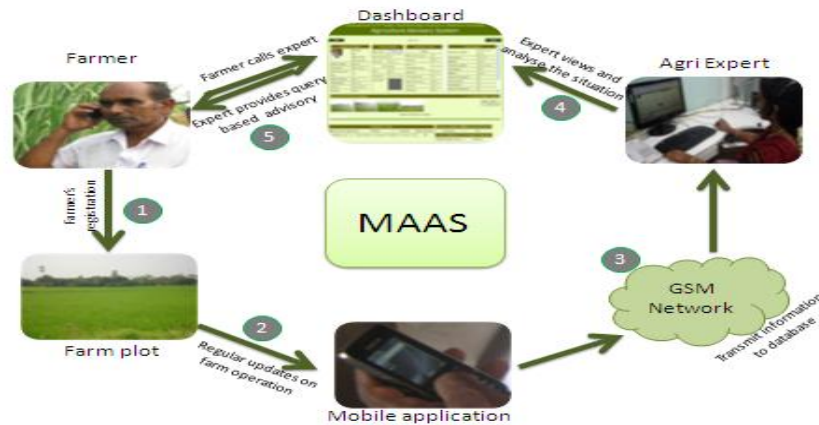 Dashboard
Farmer
Farmer calls expert
Expert provides query
based advisory
5
Expert views and
analyse the situation
4
Agri Expert
Farmer's
registration
1
MAAS
3
GSM
Network
Transmit information
to database
2
Regular updates on
farm operation
Farm plot
Mobile application